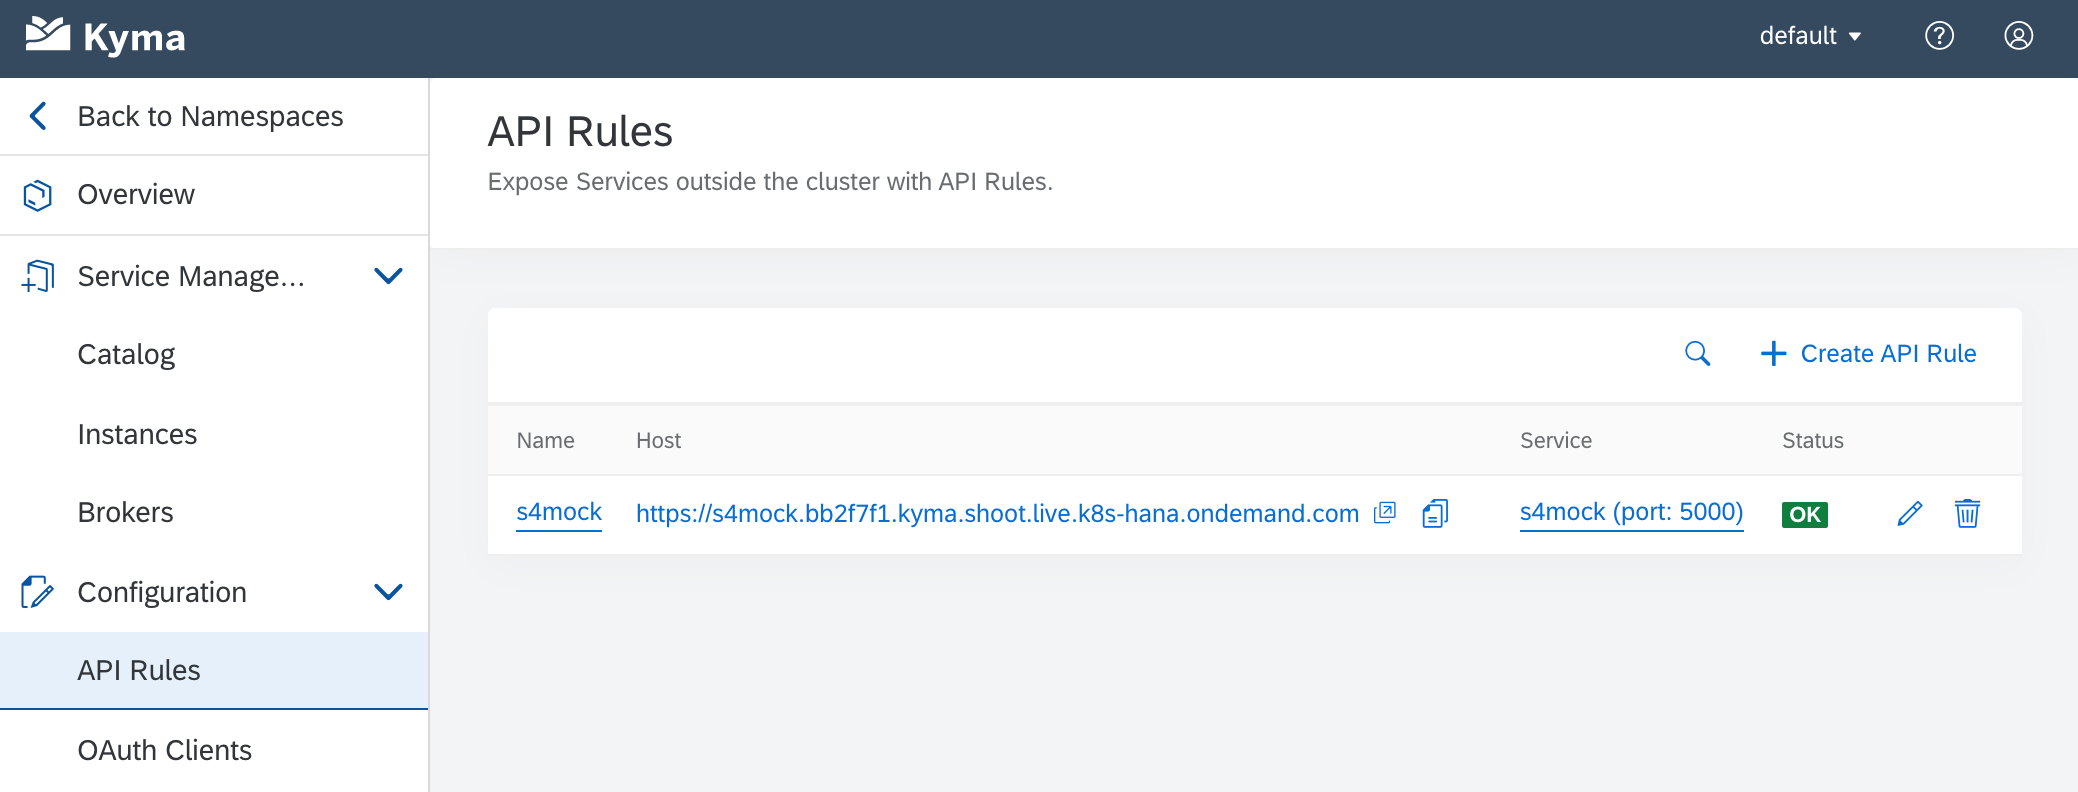 Kyma
default
Back to Namespaces
Overview
Service Manage...
Catalog
Instances
Brokers
Configuration
API Rules
OAuth Clients
API Rules
Expose Services outside the cluster with API Rules.
Create API Rule
Name Host Service Status
s4mock https://s4mock.bb2f7f1.kyma.shoot.live.k8s-hana.ondemand.com s4mock (port: 5000) OK